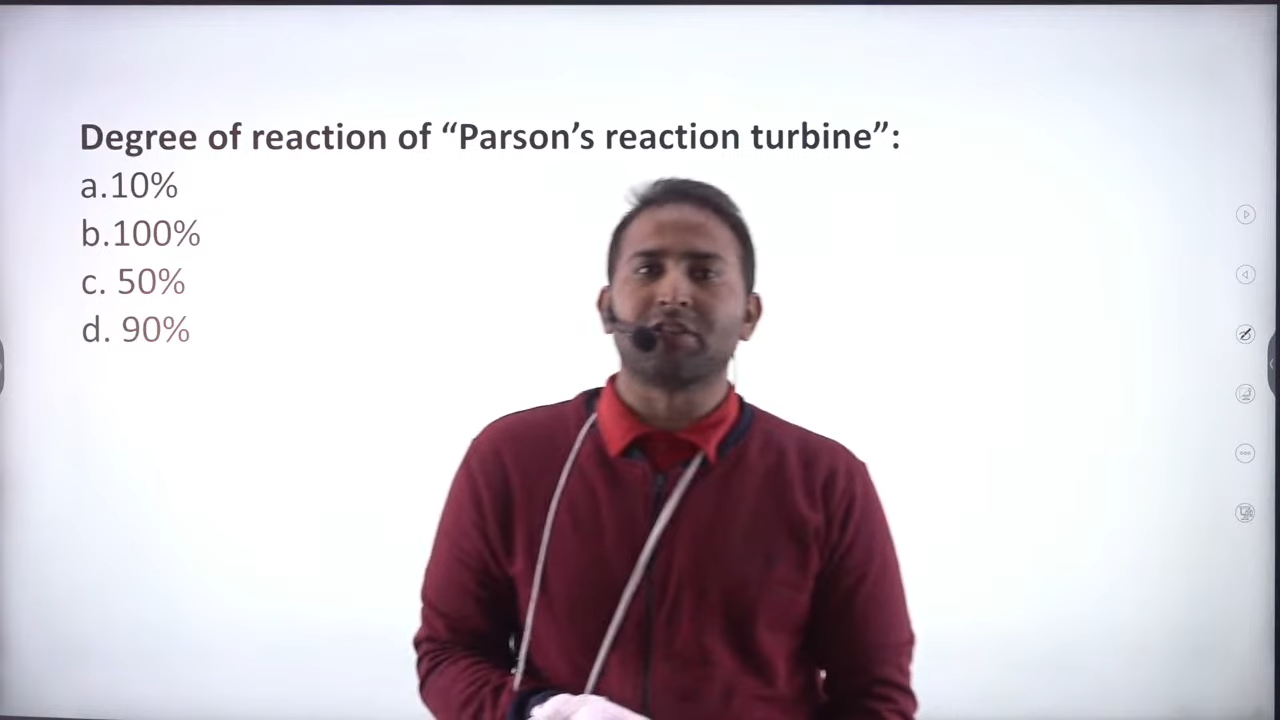 Degree of reaction of “Parson’s reaction turbine”:
a.10%
b.100%
c. 50%
d. 90%